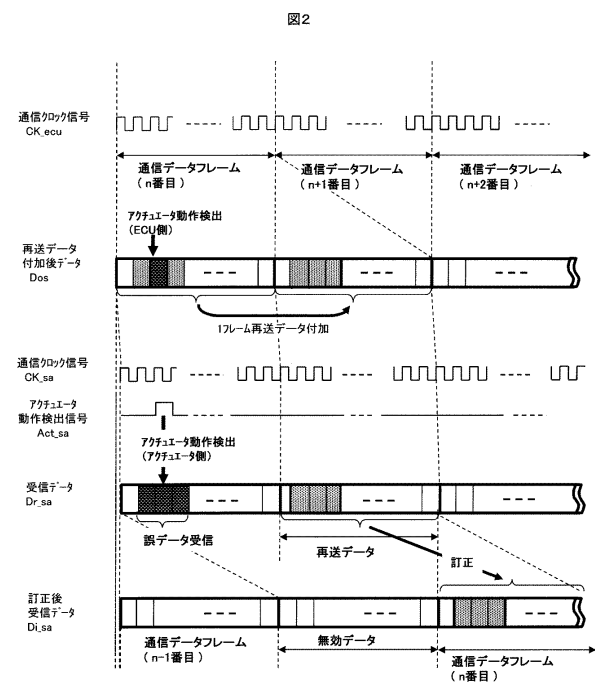 図2
通信クロック信号
CK_ecu
通信データフレーム
( n番目 )
通信データフレーム
( n+1番目 )
通信データフレーム
( n+2番目 )
アクチュエータ動作検出
(ECU側)
再送データ
付加後データ
Dos
1フレーム再送データ付加
通信クロック信号
CK_sa
アクチュエータ
動作検出信号
Act_sa
アクチュエータ動作検出
(アクチュエータ側)
受信データ
Dr_sa
誤データ受信
再送データ
訂正
訂正後
受信データ
Di_sa
通信データフレーム
( n-1番目 )
無効データ
通信データフレーム
( n番目 )